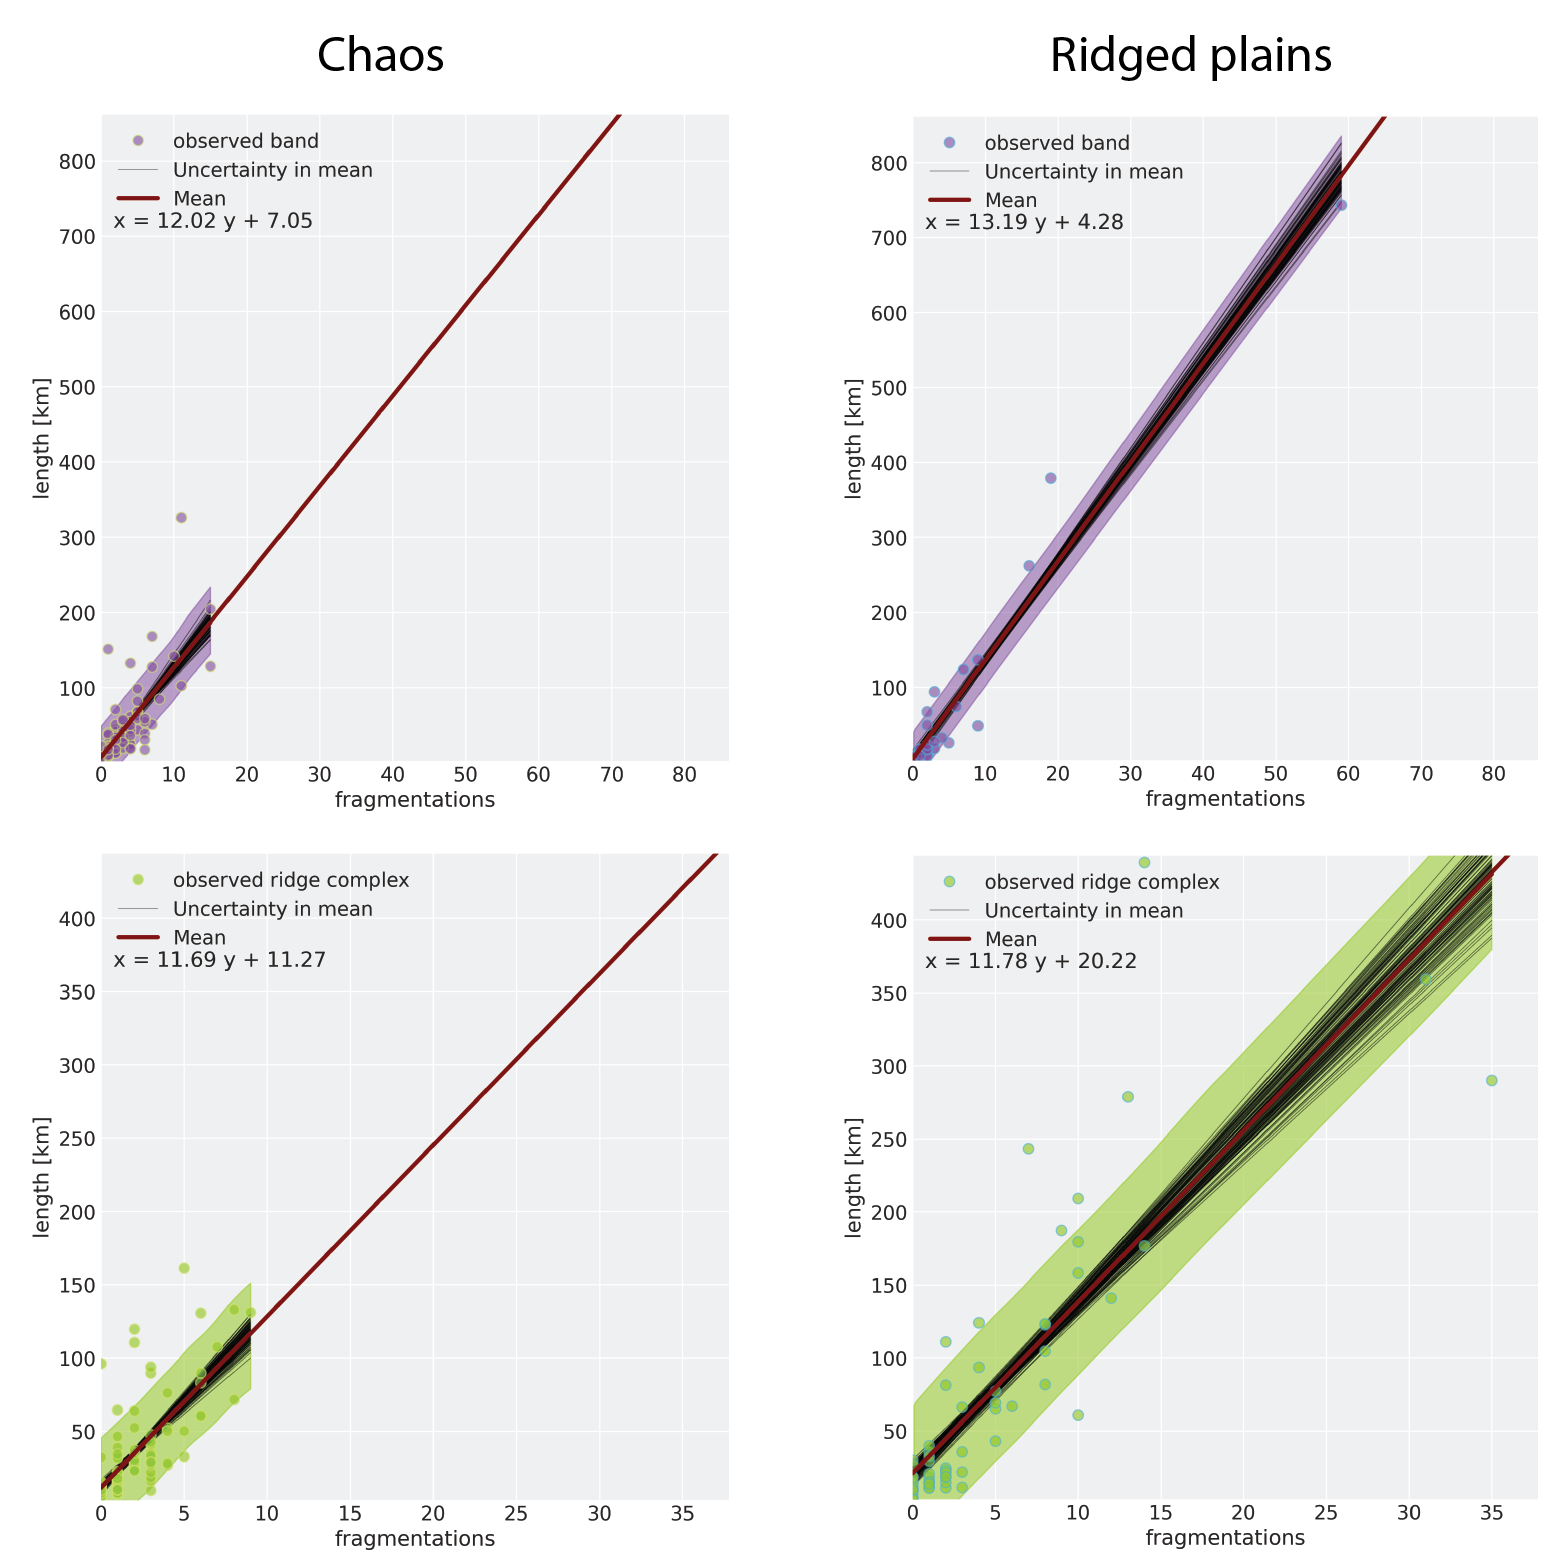 Chaos
Ridged plains
observed band
Uncertainty in mean
Mean
x = 12.02 y + 7.05
800
700
600
500
400
300
200
100
length [km]
0 10 20 30 40 50 60 70 80
fragmentations
observed band
Uncertainty in mean
Mean
x = 13.19 y + 4.28
800
700
600
500
400
300
200
100
length [km]
0 10 20 30 40 50 60 70 80
fragmentations
observed ridge complex
Uncertainty in mean
Mean
x = 11.69 y + 11.27
400
350
300
250
200
150
100
50
length [km]
0 5 10 15 20 25 30 35
fragmentations
observed ridge complex
Uncertainty in mean
Mean
x = 11.78 y + 20.22
400
350
300
250
200
150
100
50
length [km]
0 5 10 15 20 25 30 35
fragmentations